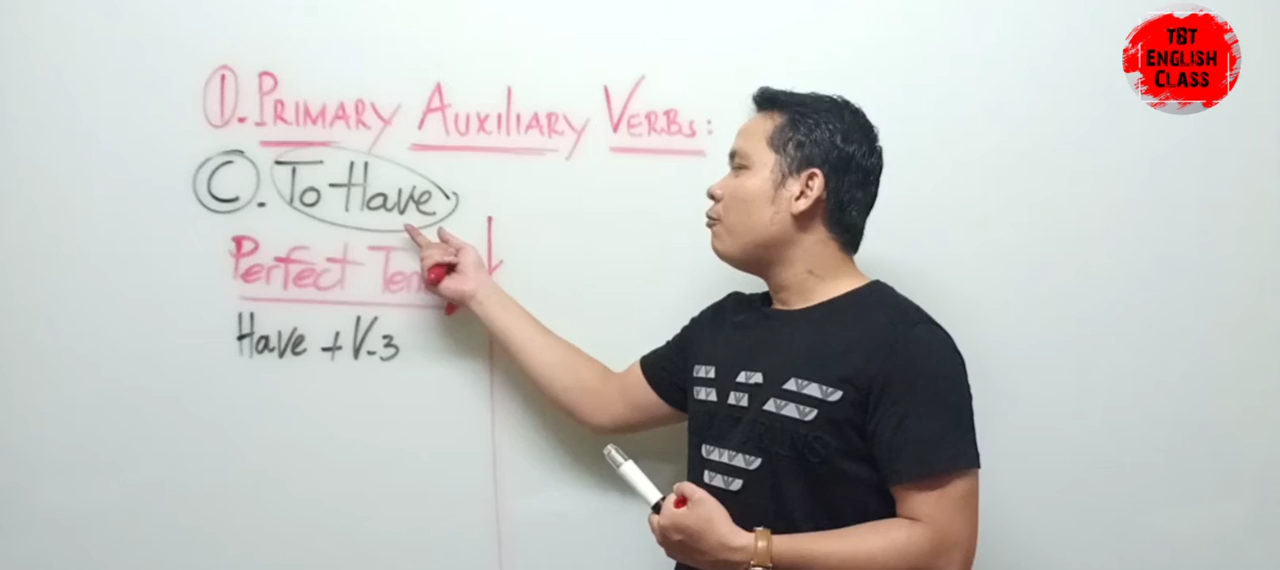 1. PRIMARY AUXILIARY VERBS:
C. To Have
Perfect
Have + V-3
TBT
ENGLISH
CLASS